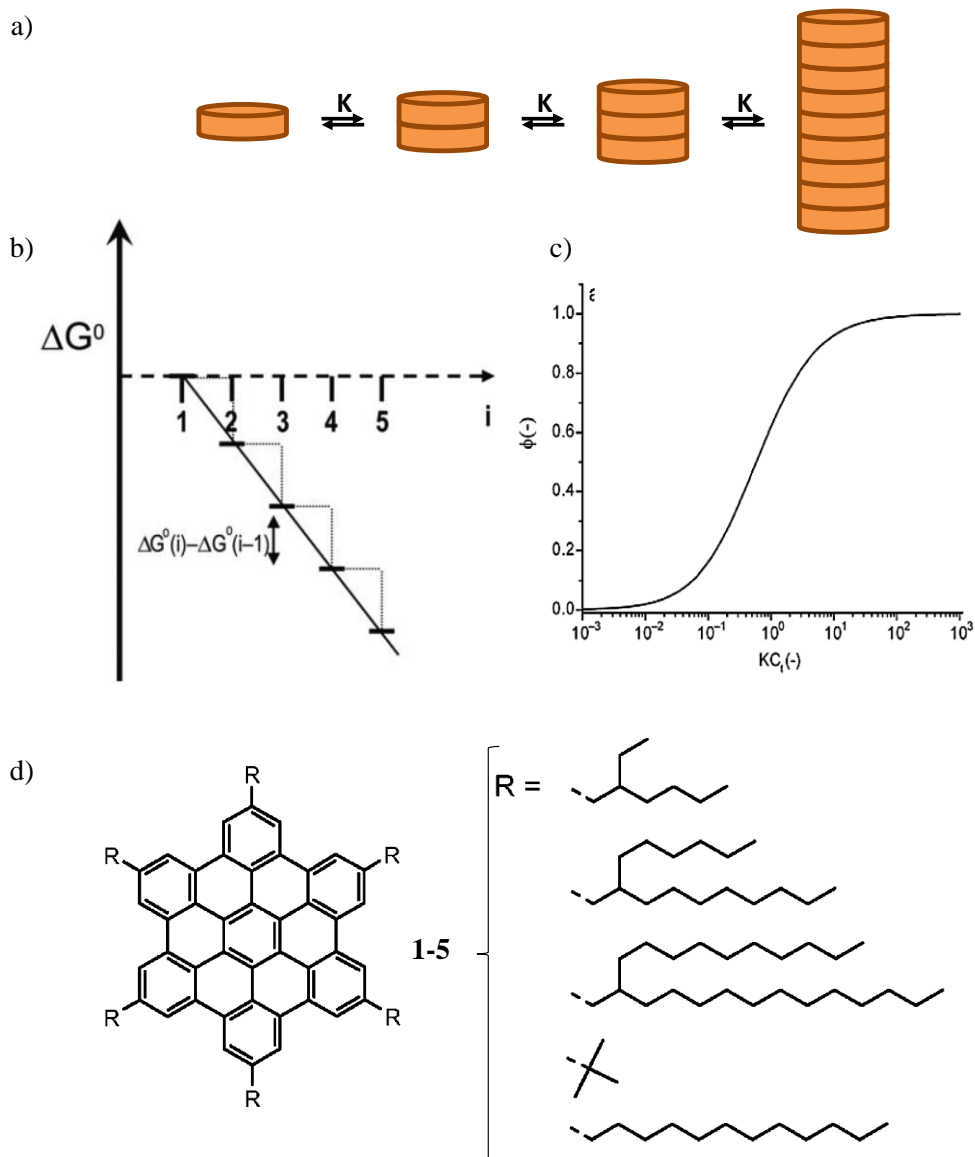 a)
K K K
b)
ΔG⁰
1 2 3 4 5 i
ΔG⁰(i)–ΔG⁰(i–1)
c)
1.0
0.8
0.6
0.4
0.2
0.0
ϕ(-)
10⁻³ 10⁻² 10⁻¹ 10⁰ 10¹ 10² 10³
KCₜ(-)
d)
R
R R
R R
R
1-5
R =